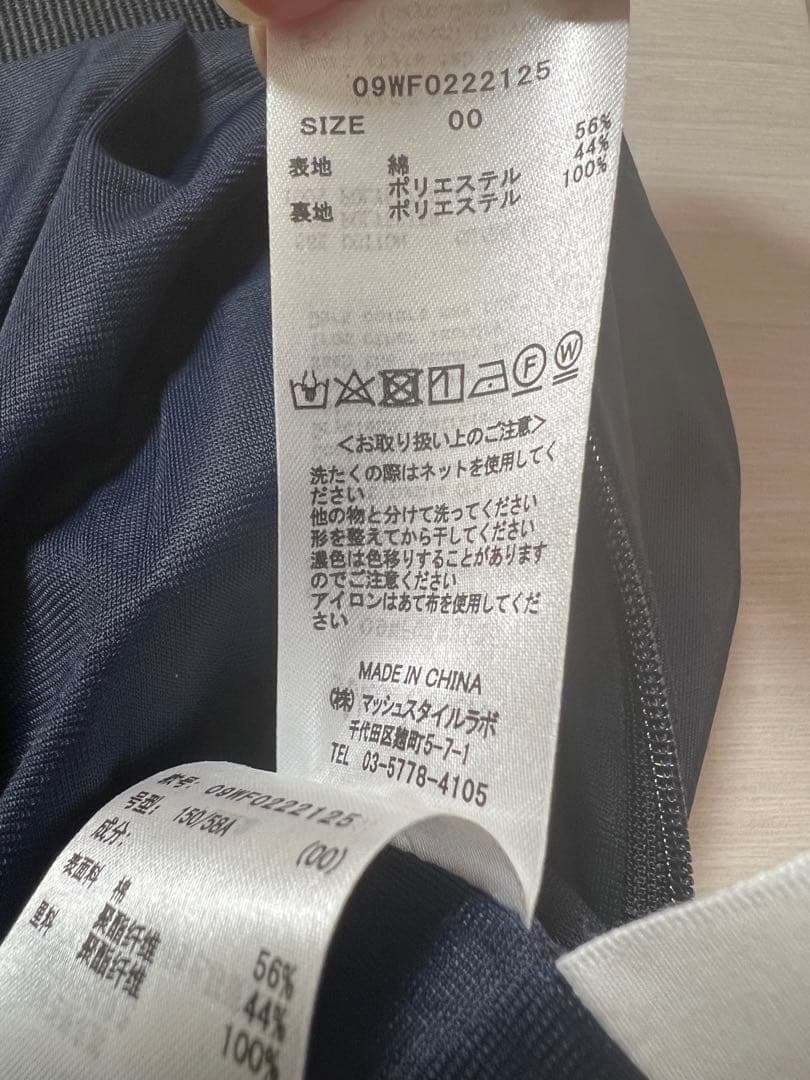 09WF0222125
SIZE 00
表地 綿 56%
ポリエステル 44%
裏地 ポリエステル 100%
F W
<お取り扱い上のご注意>
洗たくの際はネットを使用してく
ださい
他の物と分けて洗ってください
形を整えてから干してください
濃色は色移りすることがあります
のでご注意ください
アイロンはあて布を使用してくだ
さい
MADE IN CHINA
(株) マッシュスタイルラボ
千代田区麹町5-7-1
TEL 03-5778-4105
款号: 09WF0222125
号型: 150/58A (00)
成分:
表面料 棉 56%
聚酯纤维 44%
里料 聚酯纤维 100%